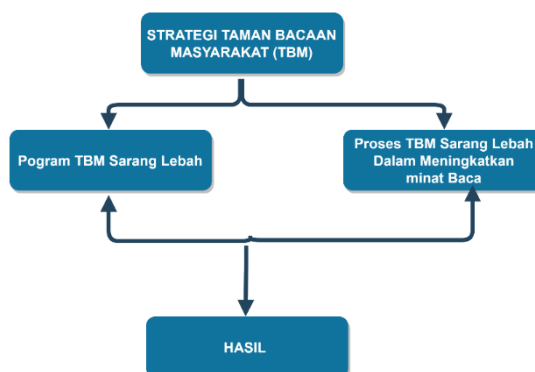 STRATEGI TAMAN BACAAN
MASYARAKAT (TBM)
Pogram TBM Sarang Lebah
Proses TBM Sarang Lebah
Dalam Meningkatkan
minat Baca
HASIL